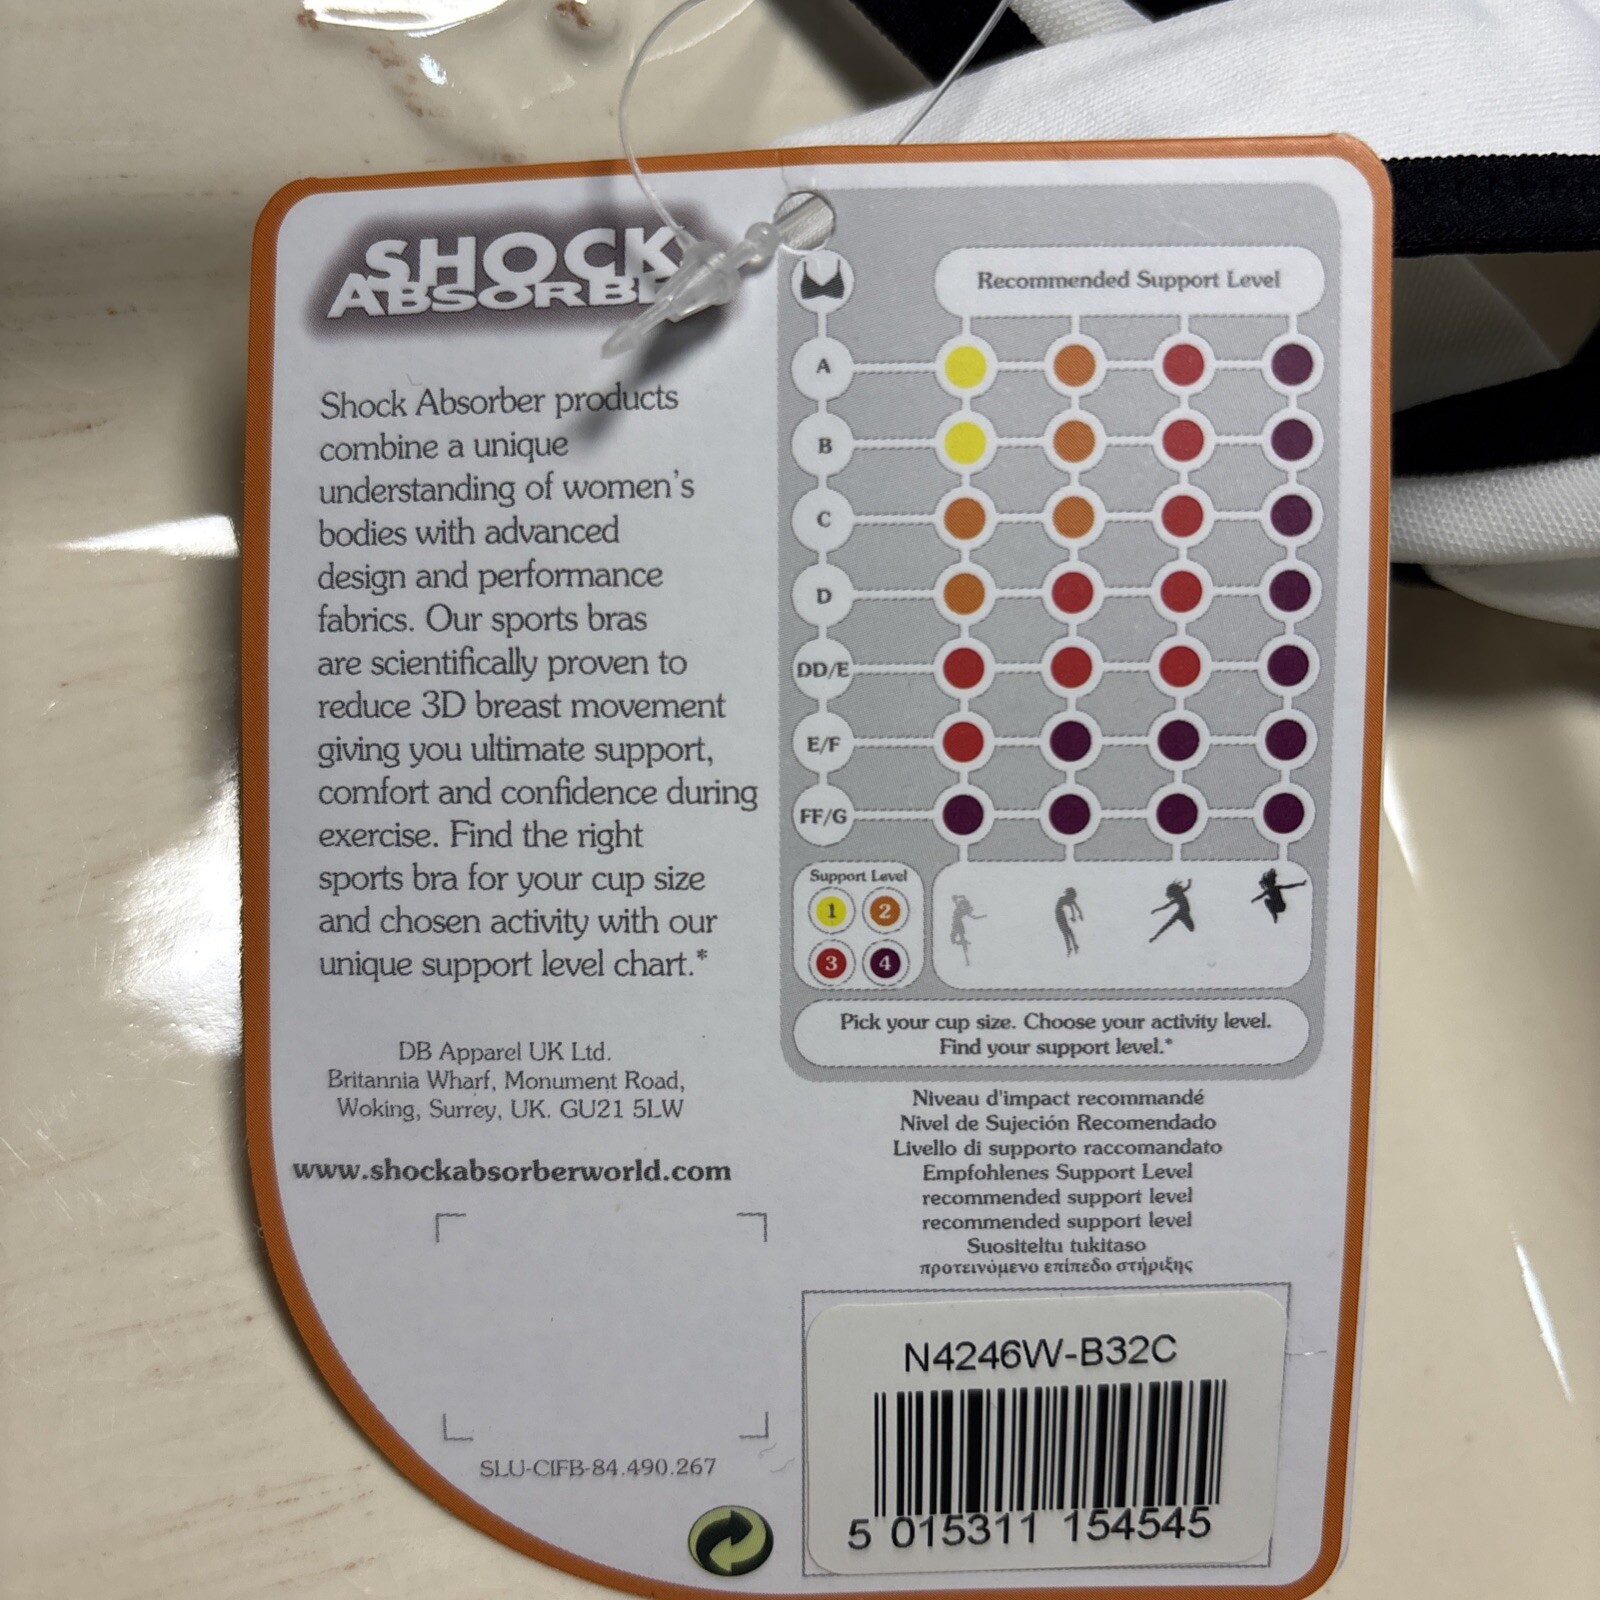 SHOCK
Shock Absorber products
combine a unique
understanding of women's
bodies with advanced
design and performance
fabrics. Our sports bras
are scientifically proven to
reduce 3D breast movement
giving you ultimate support,
comfort and confidence during
exercise. Find the right
sports bra for your cup size
and chosen activity with our
unique support level chart.*
DB Apparel UK Ltd.
Britannia Wharf, Monument Road,
Woking, Surrey, UK. GU21 5LW
www.shockabsorberworld.com
SLU-CIFB-84.490.267
Recommended Support Level
A
B
C
D
DD/E
E/F
FF/G
Support Level
1 2
3 4
Pick your cup size. Choose your activity level.
Find your support level.*
Niveau d'impact recommandé
Nivel de Sujeción Recomendado
Livello di supporto raccomandato
Empfohlenes Support Level
recommended support level
recommended support level
Suositeltu tukitaso
προτεινόμενο επίπεδο στήριξης
N4246W-B32C
5 015311 154545